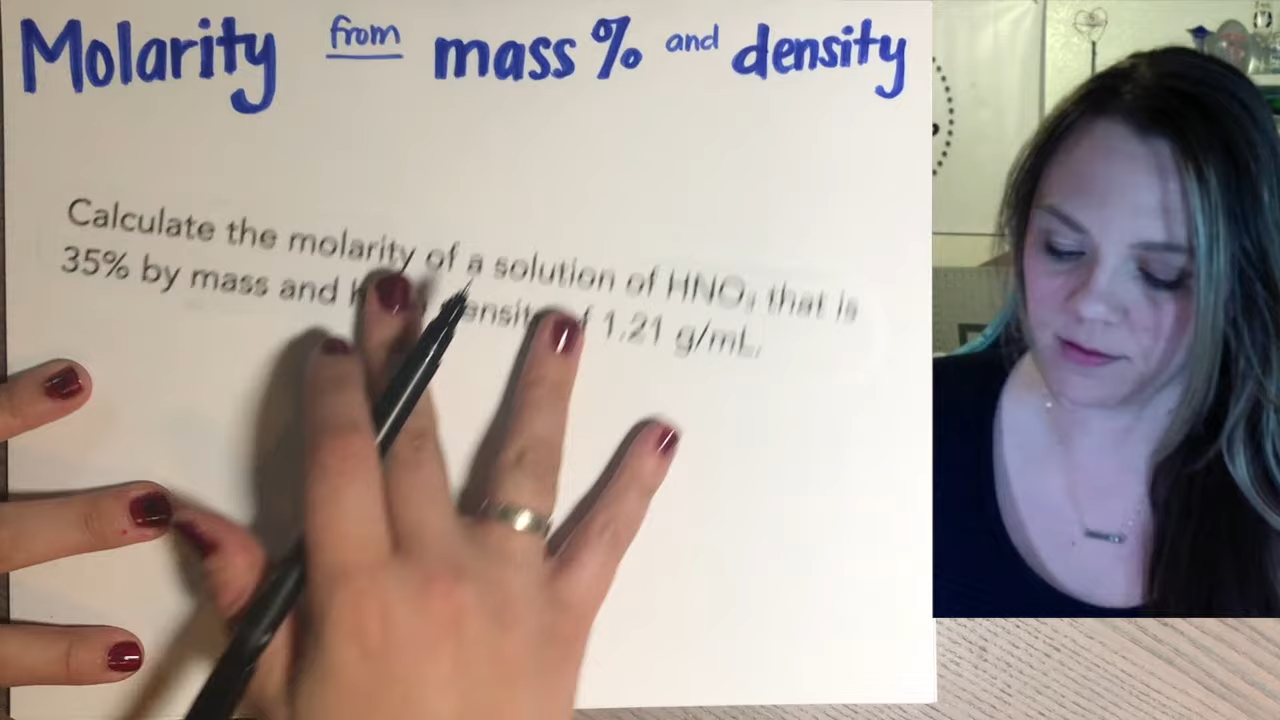 Molarity from mass % and density
Calculate the molarity of a solution of HNO₃ that is
35% by mass and of 1.21 g/mL.